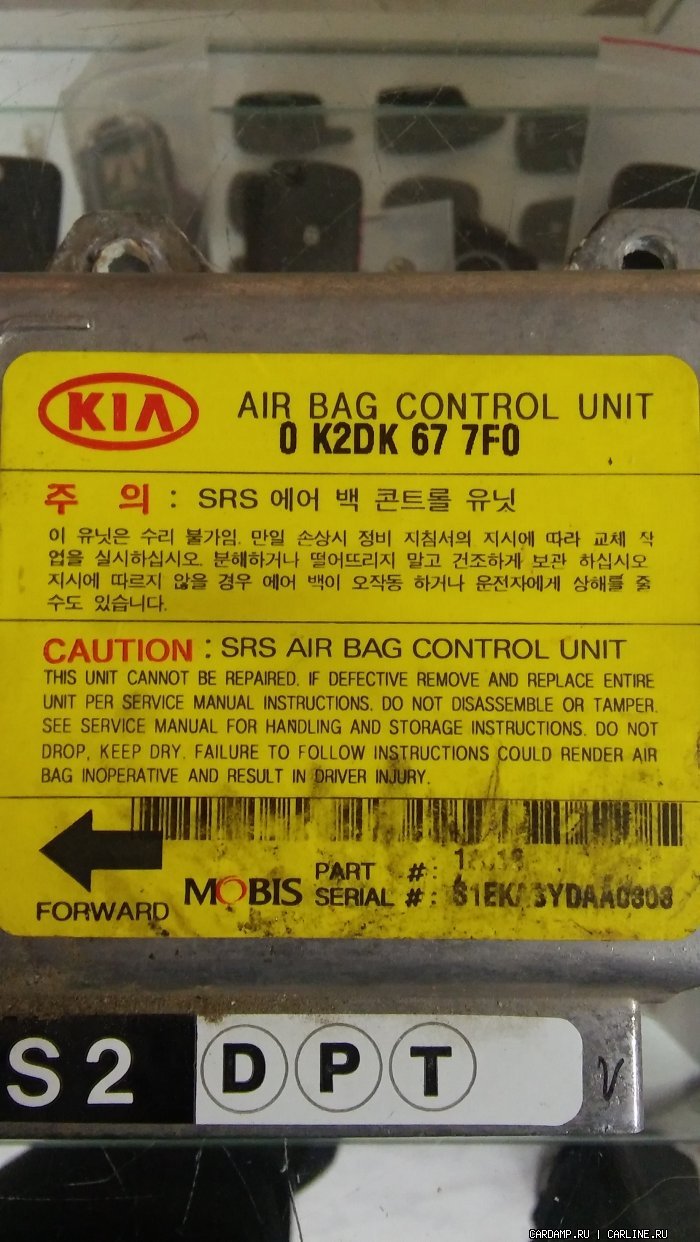 KIA AIR BAG CONTROL UNIT
0 K2DK 67 7F0
주 의 : SRS 에어 백 콘트롤 유닛
이 유닛은 수리 불가임. 만일 손상시 정비 지침서의 지시에 따라 교체 작
업을 실시하십시오. 분해하거나 떨어뜨리지 말고 건조하게 보관 하십시오
지시에 따르지 않을 경우 에어 백이 오작동 하거나 운전자에게 상해를 줄
수도 있습니다.
CAUTION : SRS AIR BAG CONTROL UNIT
THIS UNIT CANNOT BE REPAIRED. IF DEFECTIVE REMOVE AND REPLACE ENTIRE
UNIT PER SERVICE MANUAL INSTRUCTIONS. DO NOT DISASSEMBLE OR TAMPER.
SEE SERVICE MANUAL FOR HANDLING AND STORAGE INSTRUCTIONS. DO NOT
DROP, KEEP DRY. FAILURE TO FOLLOW INSTRUCTIONS COULD RENDER AIR
BAG INOPERATIVE AND RESULT IN DRIVER INJURY.
FORWARD
MOBIS
PART #:
SERIAL #:
S2 D P T
CARDAMP.RU | CARLINE.RU